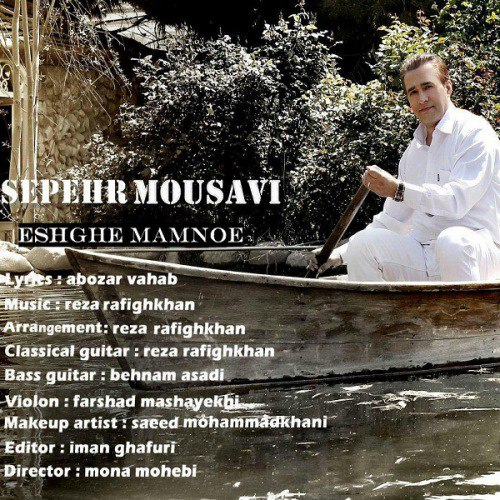 SEPEHR MOUSAVI
ESHGHE MAMNOE
Lyrics : abozar vahab
Music : reza rafighkhan
Arrangement: reza rafighkhan
Classical guitar : reza rafighkhan
Bass guitar : behnam asadi
Violon : farshad mashayekhi
Makeup artist : saeed mohammadkhani
Editor : iman ghafuri
Director : mona mohebi